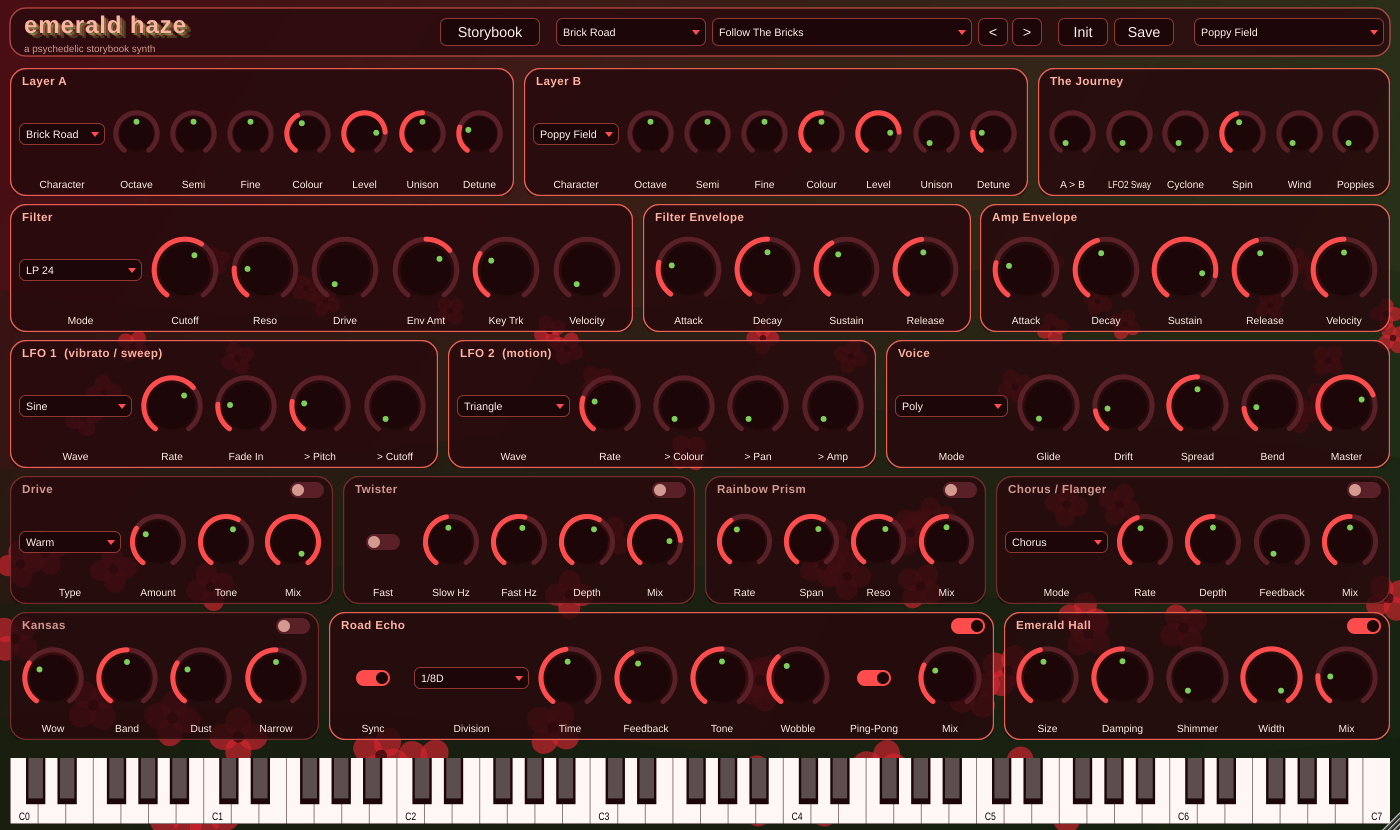 emerald haze
a psychedelic storybook synth
Storybook
Brick Road
Follow The Bricks
<
>
Init
Save
Poppy Field
Layer A
Brick Road
Character Octave Semi Fine Colour Level Unison Detune
Layer B
Poppy Field
Character Octave Semi Fine Colour Level Unison Detune
The Journey
A > B LFO2 Sway Cyclone Spin Wind Poppies
Filter
LP 24
Mode Cutoff Reso Drive Env Amt Key Trk Velocity
Filter Envelope
Attack Decay Sustain Release
Amp Envelope
Attack Decay Sustain Release Velocity
LFO 1 (vibrato / sweep)
Sine
Wave Rate Fade In > Pitch > Cutoff
LFO 2 (motion)
Triangle
Wave Rate > Colour > Pan > Amp
Voice
Poly
Mode Glide Drift Spread Bend Master
Drive
Warm
Type Amount Tone Mix
Twister
Fast Slow Hz Fast Hz Depth Mix
Rainbow Prism
Rate Span Reso Mix
Chorus / Flanger
Chorus
Mode Rate Depth Feedback Mix
Kansas
Wow Band Dust Narrow
Road Echo
1/8D
Sync Division Time Feedback Tone Wobble Ping-Pong Mix
Emerald Hall
Size Damping Shimmer Width Mix
C0 C1 C2 C3 C4 C5 C6 C7